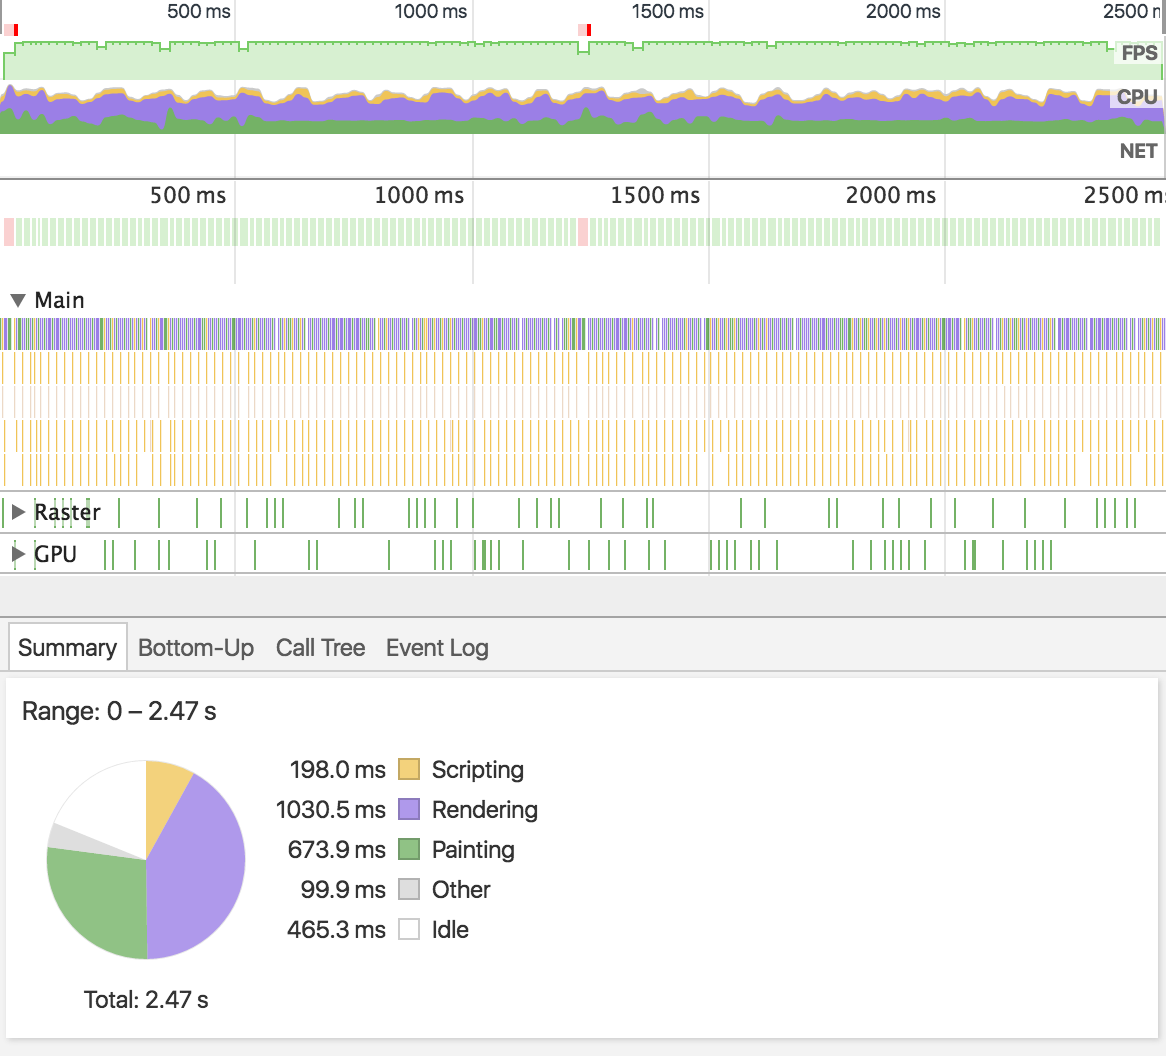 500 ms 1000 ms 1500 ms 2000 ms 2500 n
FPS
CPU
NET
500 ms 1000 ms 1500 ms 2000 ms 2500 m
Main
Raster
GPU
Summary Bottom-Up Call Tree Event Log
Range: 0 – 2.47 s
198.0 ms Scripting
1030.5 ms Rendering
673.9 ms Painting
99.9 ms Other
465.3 ms Idle
Total: 2.47 s